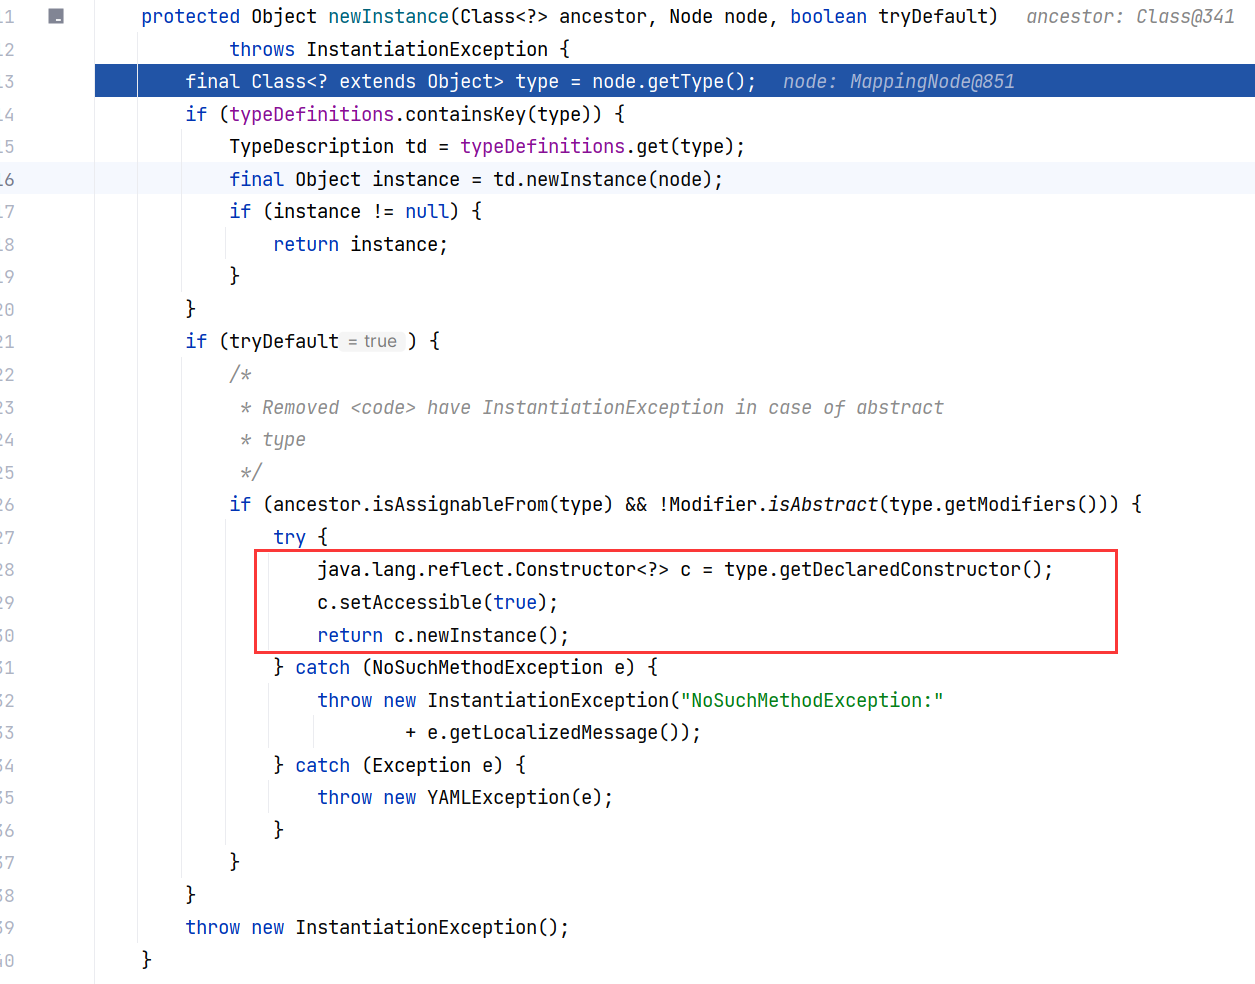 protected Object newInstance(Class<?> ancestor, Node node, boolean tryDefault) ancestor: Class@341
throws InstantiationException {
final Class<? extends Object> type = node.getType(); node: MappingNode@851
if (typeDefinitions.containsKey(type)) {
TypeDescription td = typeDefinitions.get(type);
final Object instance = td.newInstance(node);
if (instance != null) {
return instance;
}
}
if (tryDefault = true ) {
/*
* Removed <code> have InstantiationException in case of abstract
* type
*/
if (ancestor.isAssignableFrom(type) && !Modifier.isAbstract(type.getModifiers())) {
try {
java.lang.reflect.Constructor<?> c = type.getDeclaredConstructor();
c.setAccessible(true);
return c.newInstance();
} catch (NoSuchMethodException e) {
throw new InstantiationException("NoSuchMethodException:"
+ e.getLocalizedMessage());
} catch (Exception e) {
throw new YAMLException(e);
}
}
}
throw new InstantiationException();
}